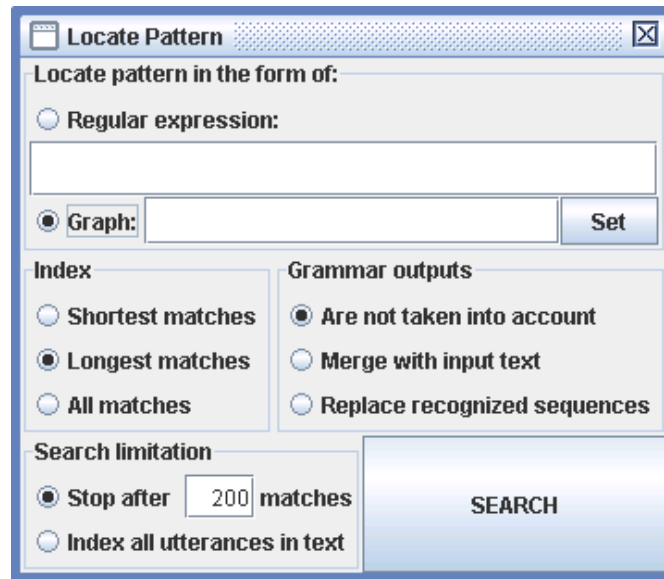 Locate Pattern
Locate pattern in the form of:
Regular expression:
Graph: Set
Index
Shortest matches
Longest matches
All matches
Grammar outputs
Are not taken into account
Merge with input text
Replace recognized sequences
Search limitation
Stop after 200 matches
Index all utterances in text
SEARCH